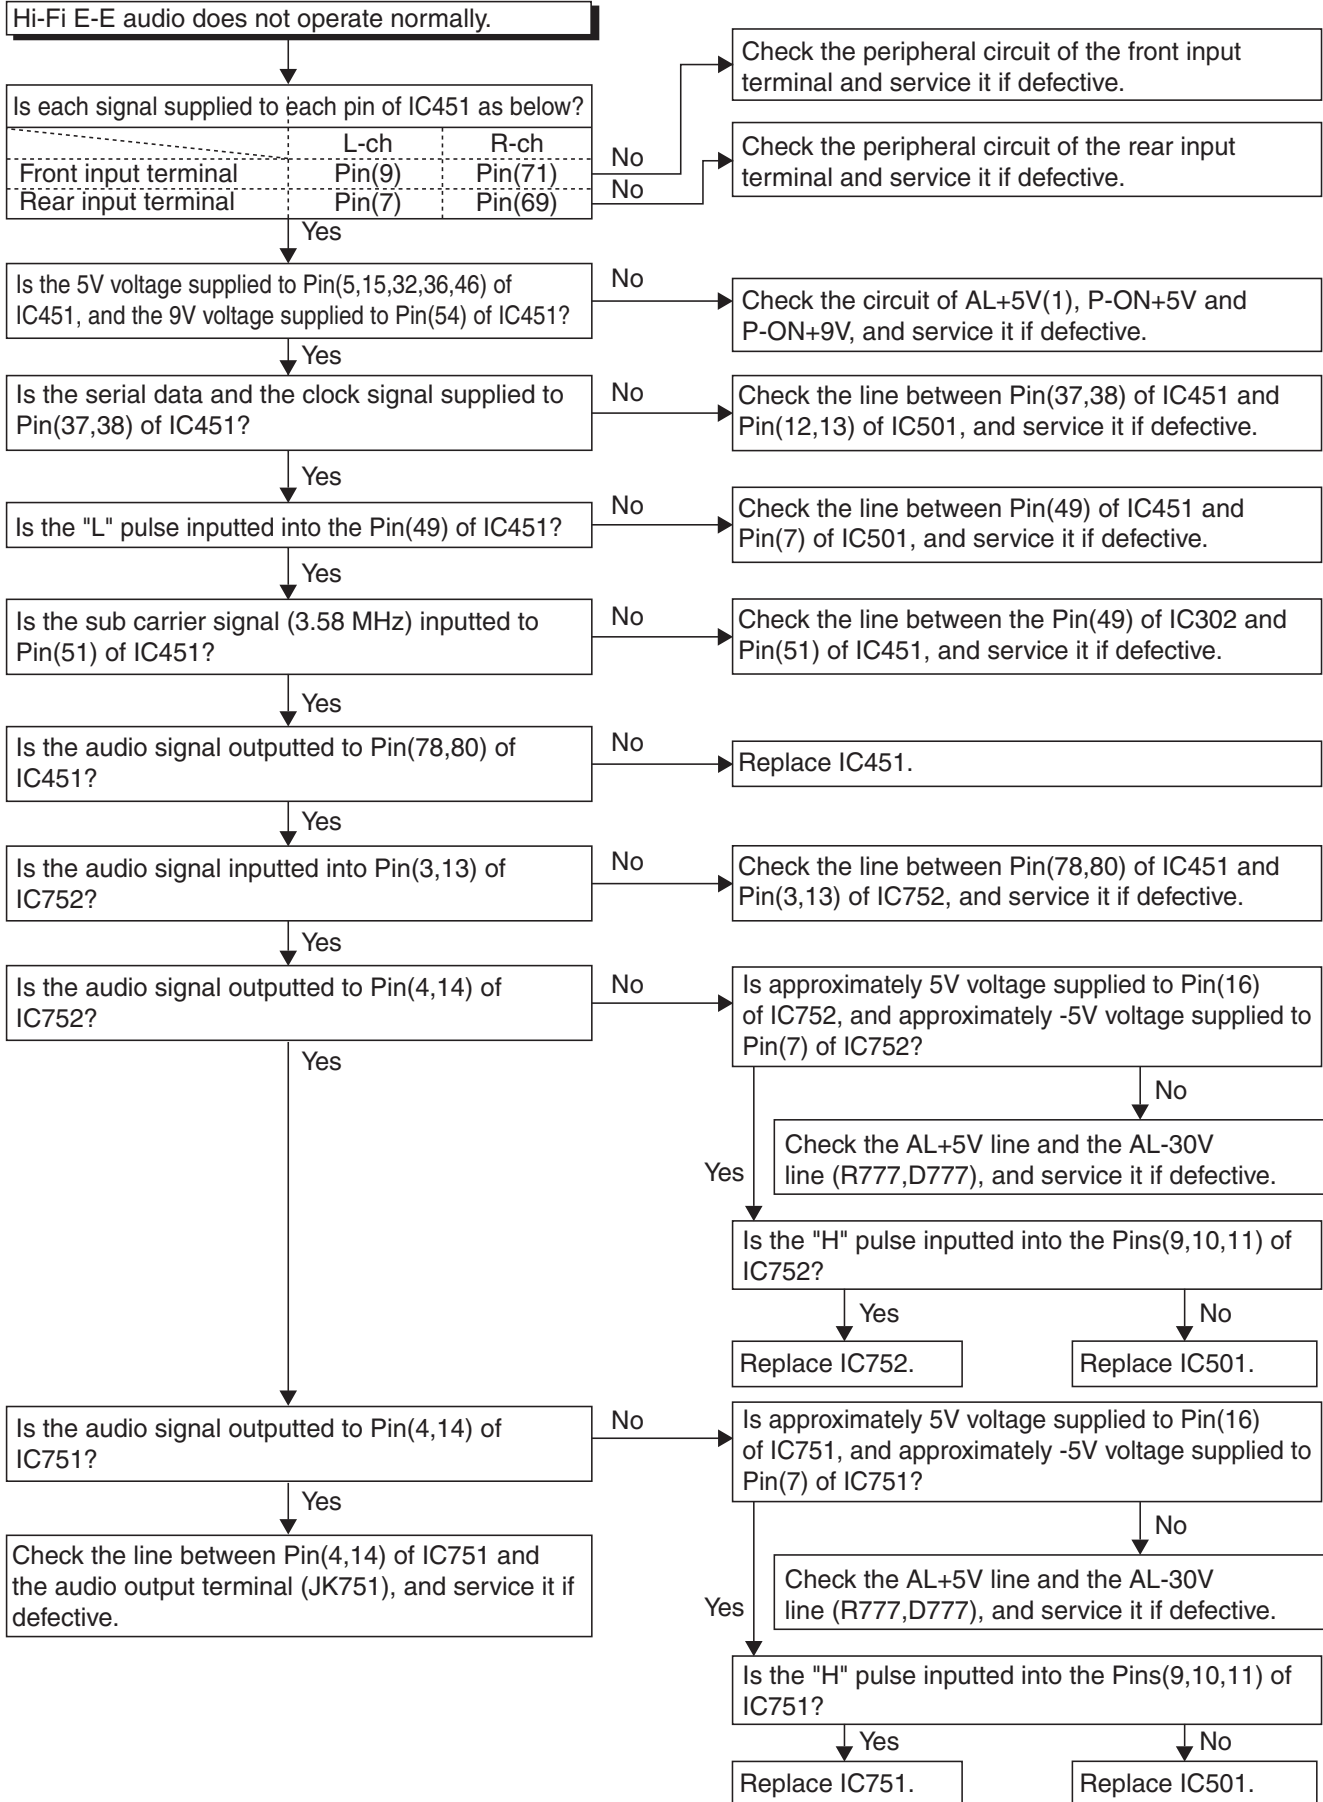 Hi-Fi E-E audio does not operate normally.
Is each signal supplied to each pin of IC451 as below?
L-ch R-ch
Front input terminal Pin(9) Pin(71)
Rear input terminal Pin(7) Pin(69)
No
No
Check the peripheral circuit of the front input
terminal and service it if defective.
Check the peripheral circuit of the rear input
terminal and service it if defective.
Yes
Is the 5V voltage supplied to Pin(5,15,32,36,46) of
IC451, and the 9V voltage supplied to Pin(54) of IC451?
No
Check the circuit of AL+5V(1), P-ON+5V and
P-ON+9V, and service it if defective.
Yes
Is the serial data and the clock signal supplied to
Pin(37,38) of IC451?
No
Check the line between Pin(37,38) of IC451 and
Pin(12,13) of IC501, and service it if defective.
Yes
Is the "L" pulse inputted into the Pin(49) of IC451?
No
Check the line between Pin(49) of IC451 and
Pin(7) of IC501, and service it if defective.
Yes
Is the sub carrier signal (3.58 MHz) inputted to
Pin(51) of IC451?
No
Check the line between the Pin(49) of IC302 and
Pin(51) of IC451, and service it if defective.
Yes
Is the audio signal outputted to Pin(78,80) of
IC451?
No
Replace IC451.
Yes
Is the audio signal inputted into Pin(3,13) of
IC752?
No
Check the line between Pin(78,80) of IC451 and
Pin(3,13) of IC752, and service it if defective.
Yes
Is the audio signal outputted to Pin(4,14) of
IC752?
No
Is approximately 5V voltage supplied to Pin(16)
of IC752, and approximately -5V voltage supplied to
Pin(7) of IC752?
Yes
No
Check the AL+5V line and the AL-30V
line (R777,D777), and service it if defective.
Yes
Is the "H" pulse inputted into the Pins(9,10,11) of
IC752?
Yes
No
Replace IC752.
Replace IC501.
Is the audio signal outputted to Pin(4,14) of
IC751?
No
Is approximately 5V voltage supplied to Pin(16)
of IC751, and approximately -5V voltage supplied to
Pin(7) of IC751?
Yes
Check the line between Pin(4,14) of IC751 and
the audio output terminal (JK751), and service it if
defective.
No
Check the AL+5V line and the AL-30V
line (R777,D777), and service it if defective.
Yes
Is the "H" pulse inputted into the Pins(9,10,11) of
IC751?
Yes
No
Replace IC751.
Replace IC501.